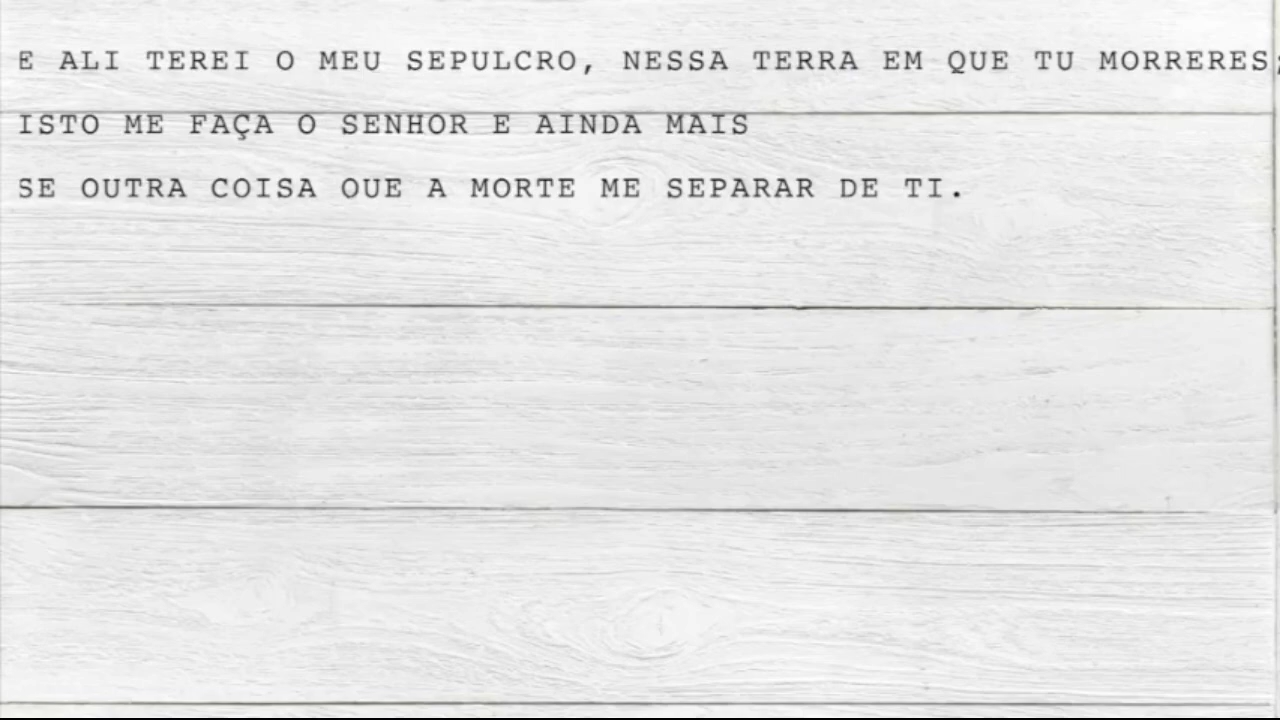 E ALI TEREI O MEU SEPULCRO, NESSA TERRA EM QUE TU MORRERES;
ISTO ME FAÇA O SENHOR E AINDA MAIS
SE OUTRA COISA QUE A MORTE ME SEPARAR DE TI.